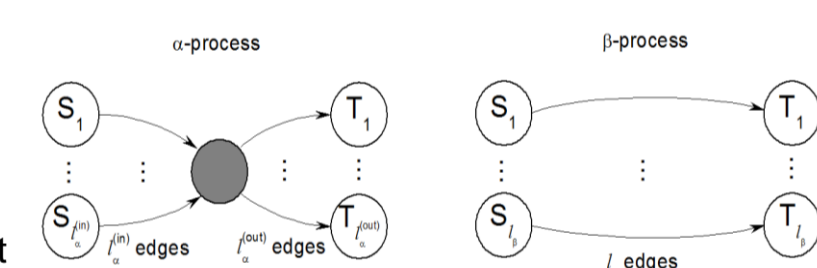 α-process
β-process
S₁
T₁
S₁
T₁
⋮ ⋮ ⋮ ⋮
⋮ ⋮ ⋮
S_{l_α^{(in)}}
T_{l_α^{(out)}}
S_{l_β}
T_{l_β}
t
l_α^{(in)} edges
l_α^{(out)} edges
l edges